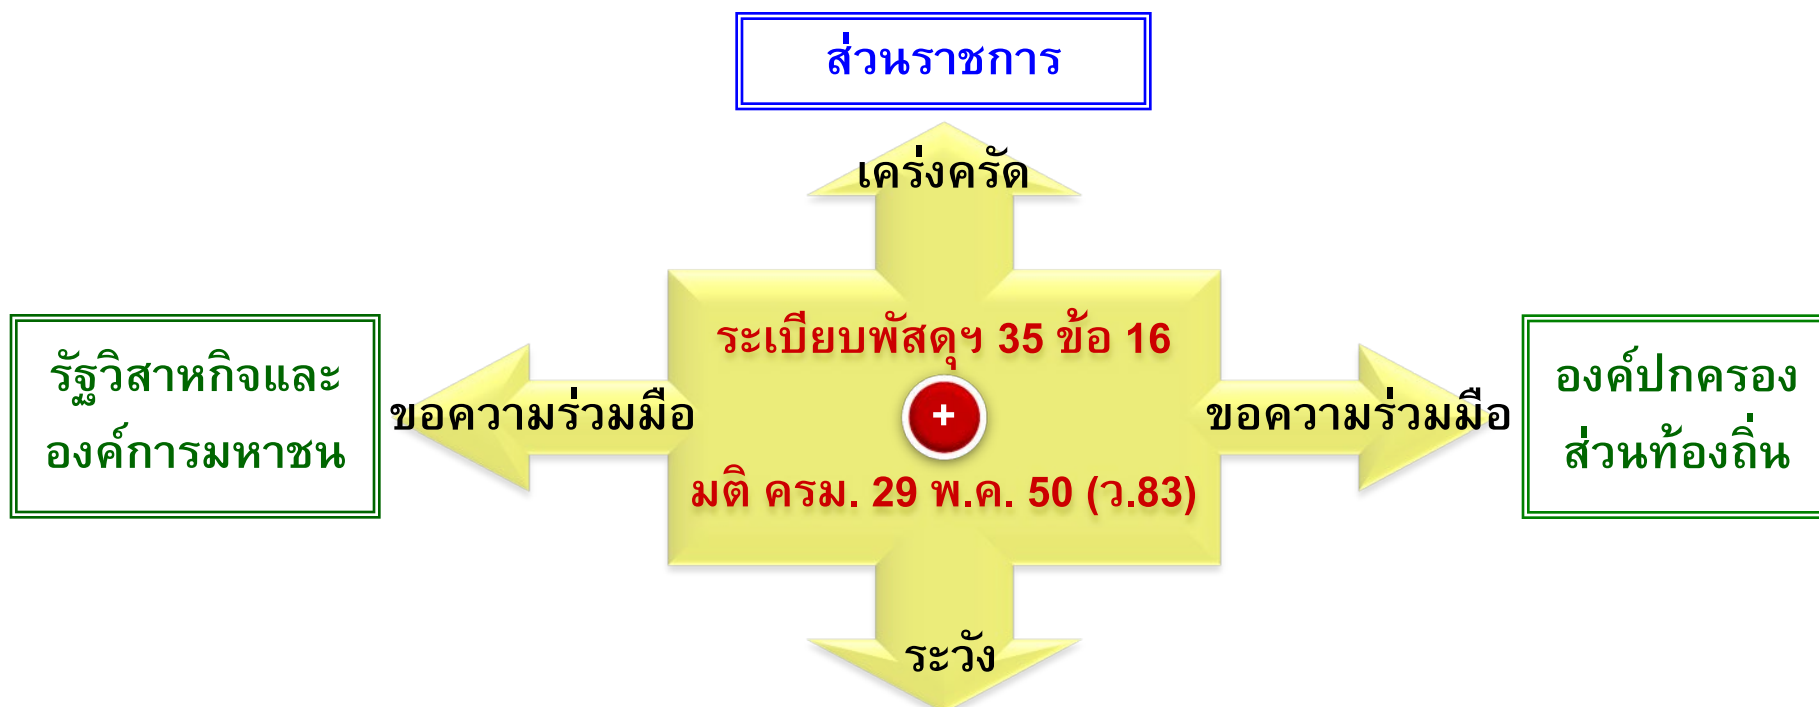 ส่วนราชการ
เคร่งครัด
ระเบียบพัสดุฯ 35 ข้อ 16
+
มติ ครม. 29 พ.ค. 50 (ว.83)
รัฐวิสาหกิจและ
องค์การมหาชน
ขอความร่วมมือ
ขอความร่วมมือ
องค์ปกครอง
ส่วนท้องถิ่น
ระวัง